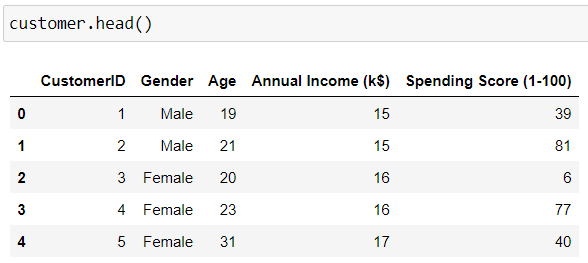 customer.head()
CustomerID Gender Age Annual Income (k$) Spending Score (1-100)
0 1 Male 19 15 39
1 2 Male 21 15 81
2 3 Female 20 16 6
3 4 Female 23 16 77
4 5 Female 31 17 40